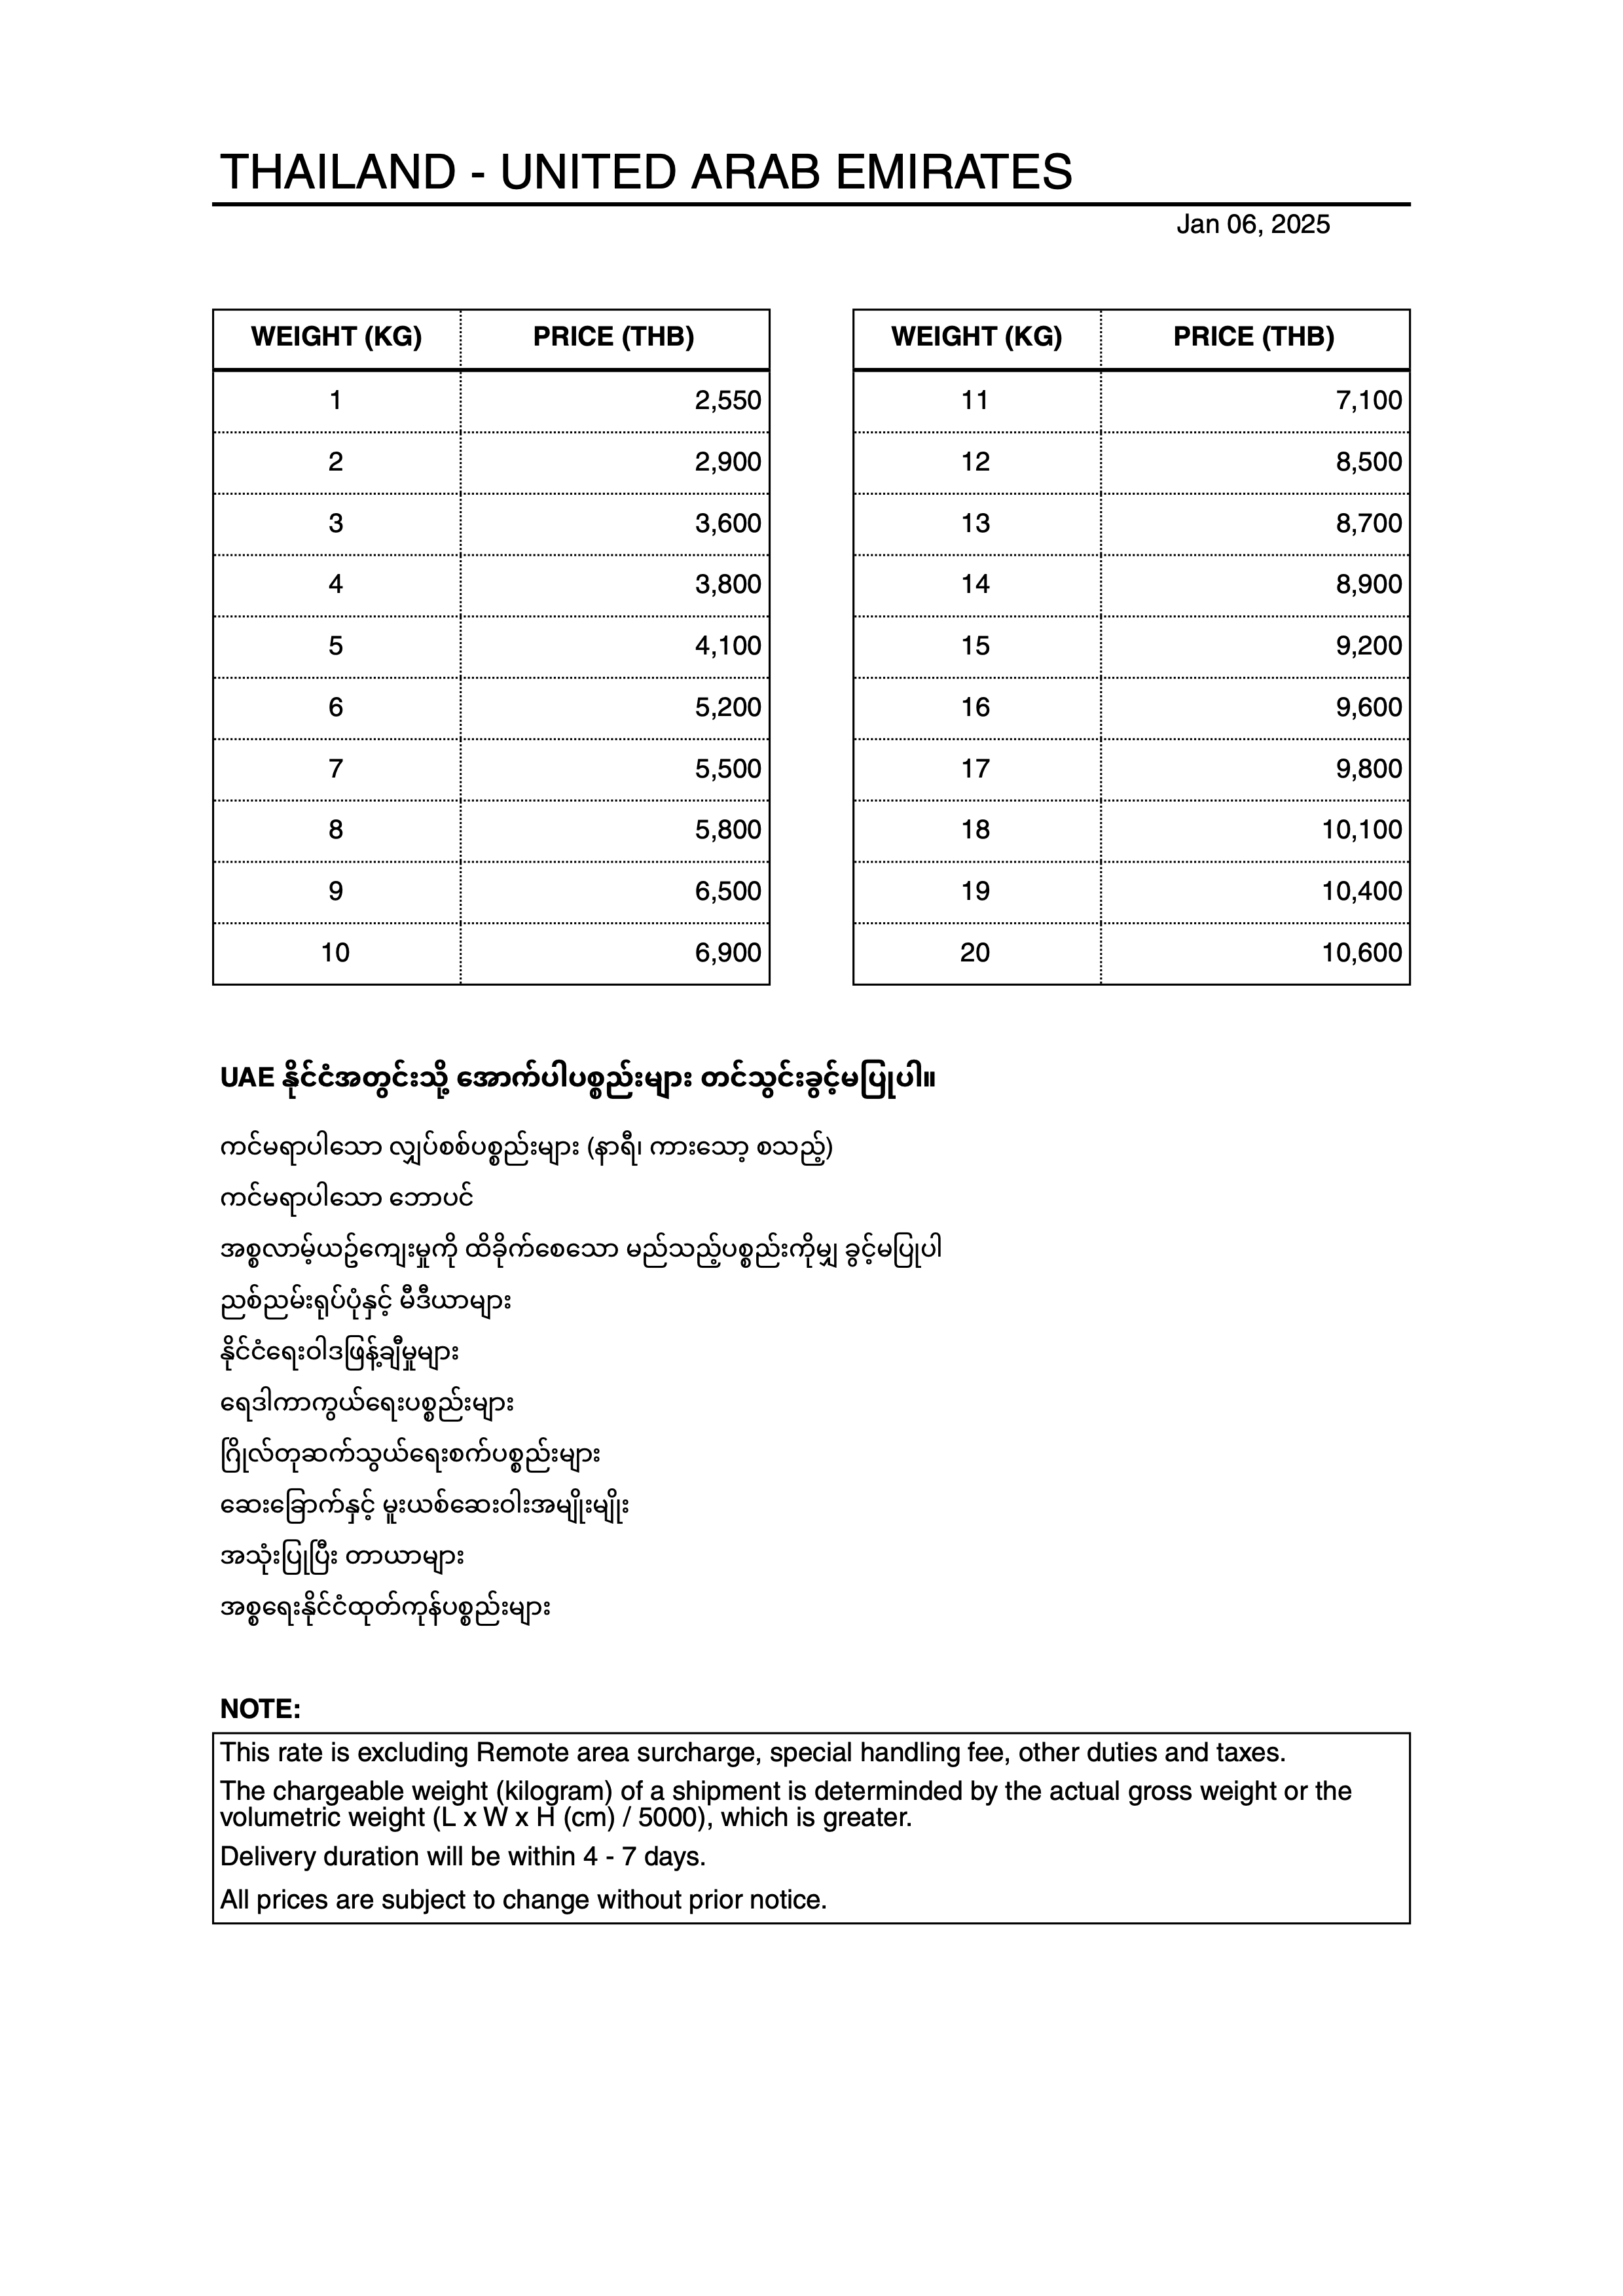 THAILAND - UNITED ARAB EMIRATES
Jan 06, 2025
WEIGHT (KG) PRICE (THB)
1 2,550
2 2,900
3 3,600
4 3,800
5 4,100
6 5,200
7 5,500
8 5,800
9 6,500
10 6,900
WEIGHT (KG) PRICE (THB)
11 7,100
12 8,500
13 8,700
14 8,900
15 9,200
16 9,600
17 9,800
18 10,100
19 10,400
20 10,600
UAE နိုင်ငံအတွင်းသို့ အောက်ပါပစ္စည်းများ တင်သွင်းခွင့်မပြုပါ။
ကင်မရာပါသော လျှပ်စစ်ပစ္စည်းများ (နာရီ၊ ကားသော့ စသည့်)
ကင်မရာပါသော ဘောပင်
အစ္စလာမ့်ယဥ်ကျေးမှုကို ထိခိုက်စေသော မည်သည့်ပစ္စည်းကိုမျှ ခွင့်မပြုပါ
ညစ်ညမ်းရုပ်ပုံနှင့် မီဒီယာများ
နိုင်ငံရေးဝါဒဖြန့်ချီမှုများ
ရေဒါကာကွယ်ရေးပစ္စည်းများ
ဂြိုလ်တုဆက်သွယ်ရေးစက်ပစ္စည်းများ
ဆေးခြောက်နှင့် မူးယစ်ဆေးဝါးအမျိုးမျိုး
အသုံးပြုပြီး တာယာများ
အစ္စရေးနိုင်ငံထုတ်ကုန်ပစ္စည်းများ
NOTE:
This rate is excluding Remote area surcharge, special handling fee, other duties and taxes.
The chargeable weight (kilogram) of a shipment is determinded by the actual gross weight or the
volumetric weight (L x W x H (cm) / 5000), which is greater.
Delivery duration will be within 4 - 7 days.
All prices are subject to change without prior notice.